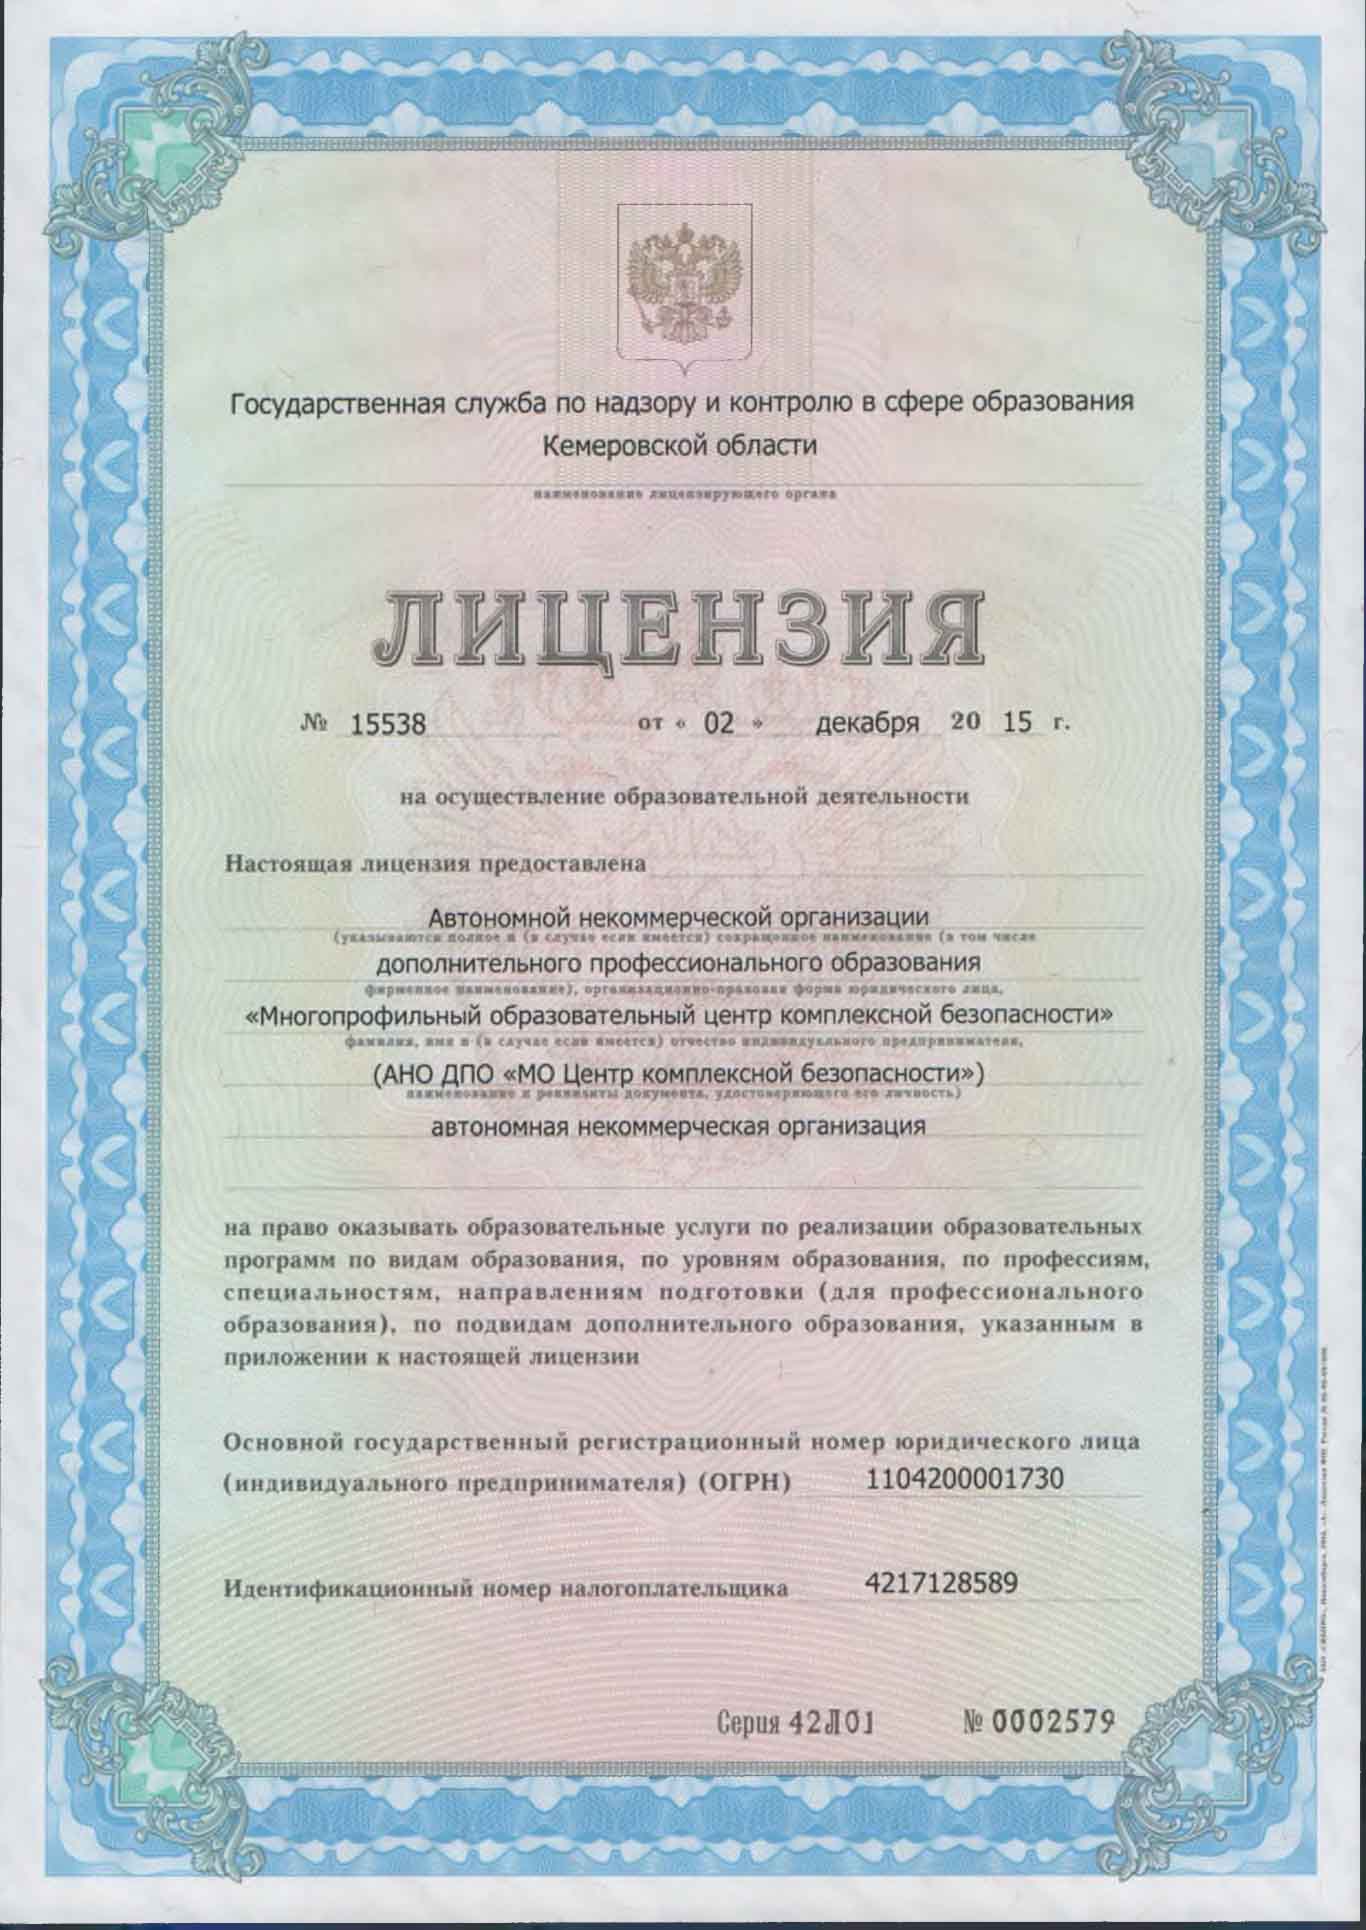 Государственная служба по надзору и контролю в сфере образования
Кемеровской области
наименование лицензирующего органа
ЛИЦЕНЗИЯ
№ 15538 от « 02 » декабря 20 15 г.
на осуществление образовательной деятельности
Настоящая лицензия предоставлена
Автономной некоммерческой организации
(указываются полное и (в случае если имеется) сокращенное наименование (в том числе
дополнительного профессионального образования
фирменное наименование), организационно-правовая форма юридического лица,
«Многопрофильный образовательный центр комплексной безопасности»
фамилия, имя и (в случае если имеется) отчество индивидуального предпринимателя,
(АНО ДПО «МО Центр комплексной безопасности»)
наименование и реквизиты документа, удостоверяющего его личность)
автономная некоммерческая организация
на право оказывать образовательные услуги по реализации образовательных
программ по видам образования, по уровням образования, по профессиям,
специальностям, направлениям подготовки (для профессионального
образования), по подвидам дополнительного образования, указанным в
приложении к настоящей лицензии
Основной государственный регистрационный номер юридического лица
(индивидуального предпринимателя) (ОГРН) 1104200001730
Идентификационный номер налогоплательщика 4217128589
Серия 42Л01 № 0002579